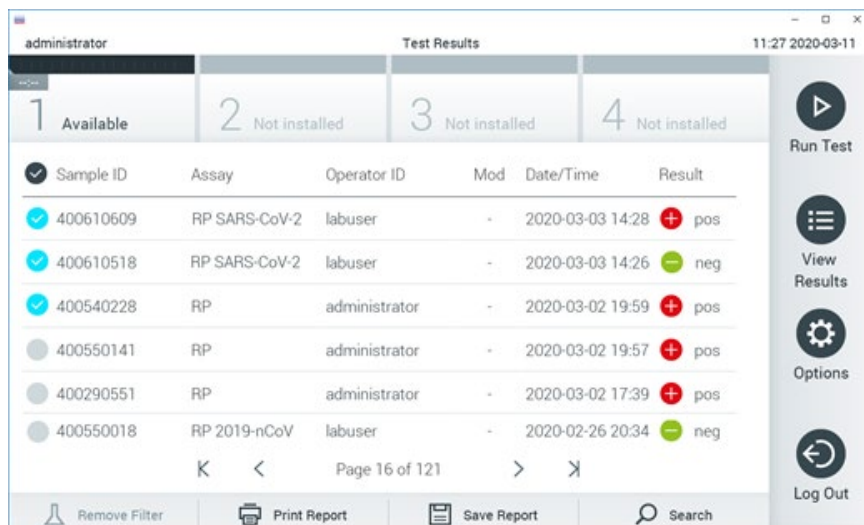 administrator Test Results 11:27 2020-03-11
--:--
1 Available 2 Not installed 3 Not installed 4 Not installed
Run Test
Sample ID Assay Operator ID Mod Date/Time Result
400610609 RP SARS-CoV-2 labuser - 2020-03-03 14:28 pos
400610518 RP SARS-CoV-2 labuser - 2020-03-03 14:26 neg
400540228 RP administrator - 2020-03-02 19:59 pos
400550141 RP administrator - 2020-03-02 19:57 pos
400290551 RP administrator - 2020-03-02 17:39 pos
400550018 RP 2019-nCoV labuser - 2020-02-26 20:34 neg
Page 16 of 121
View
Results
Options
Log Out
Remove Filter Print Report Save Report Search